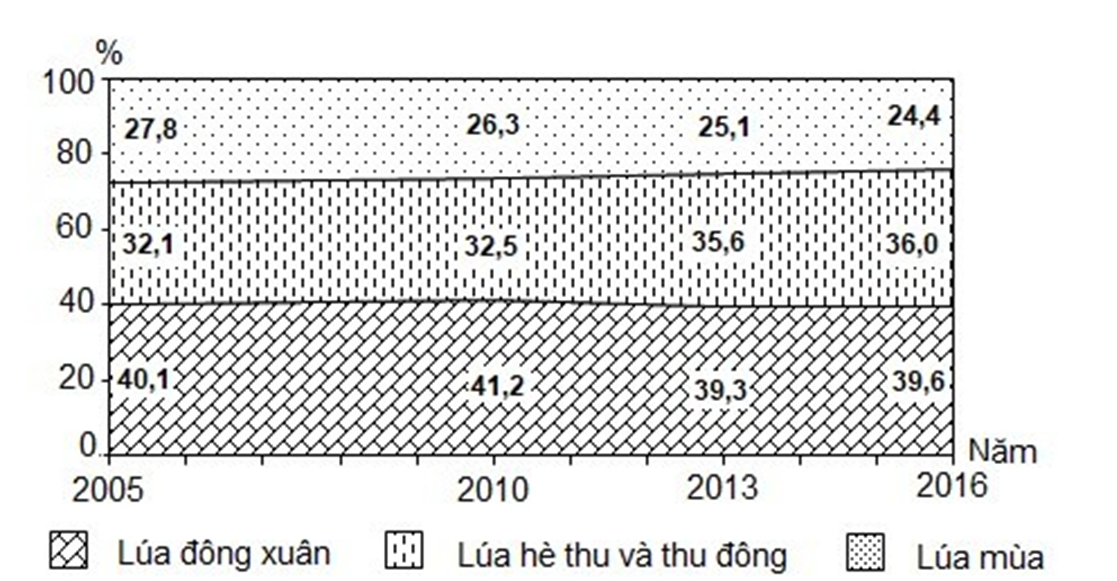 %
100
27,8 26,3 25,1 24,4
80
60
32,1 32,5 35,6 36,0
40
20
40,1 41,2 39,3 39,6
0
Năm
2005 2010 2013 2016
Lúa đông xuân Lúa hè thu và thu đông Lúa mùa